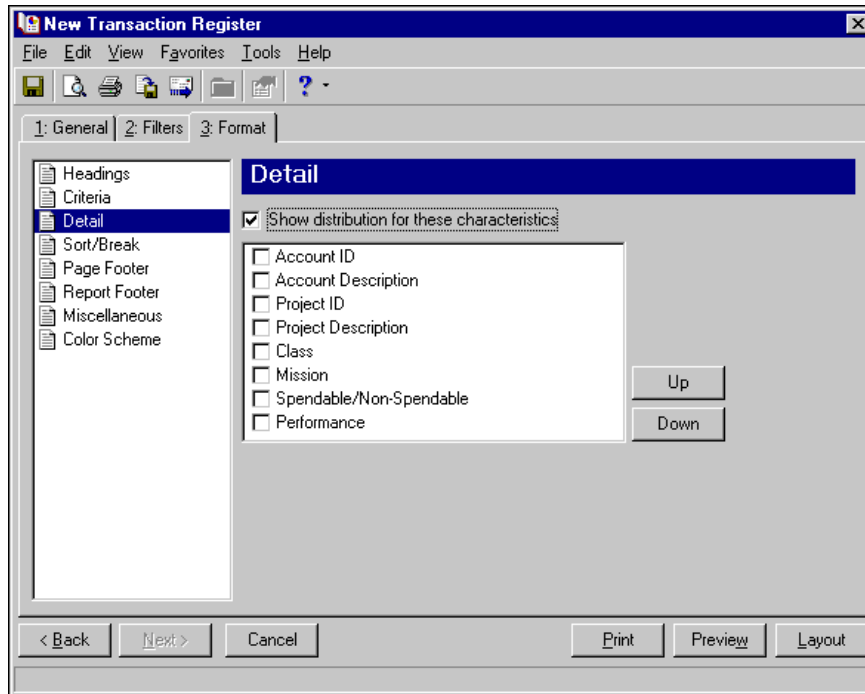 New Transaction Register
File Edit View Favorites Tools Help
?
1: General 2: Filters 3: Format
Headings
Criteria
Detail
Sort/Break
Page Footer
Report Footer
Miscellaneous
Color Scheme
Detail
Show distribution for these characteristics
Account ID
Account Description
Project ID
Project Description
Class
Mission
Spendable/Non-Spendable
Performance
Up
Down
< Back Next > Cancel Print Preview Layout